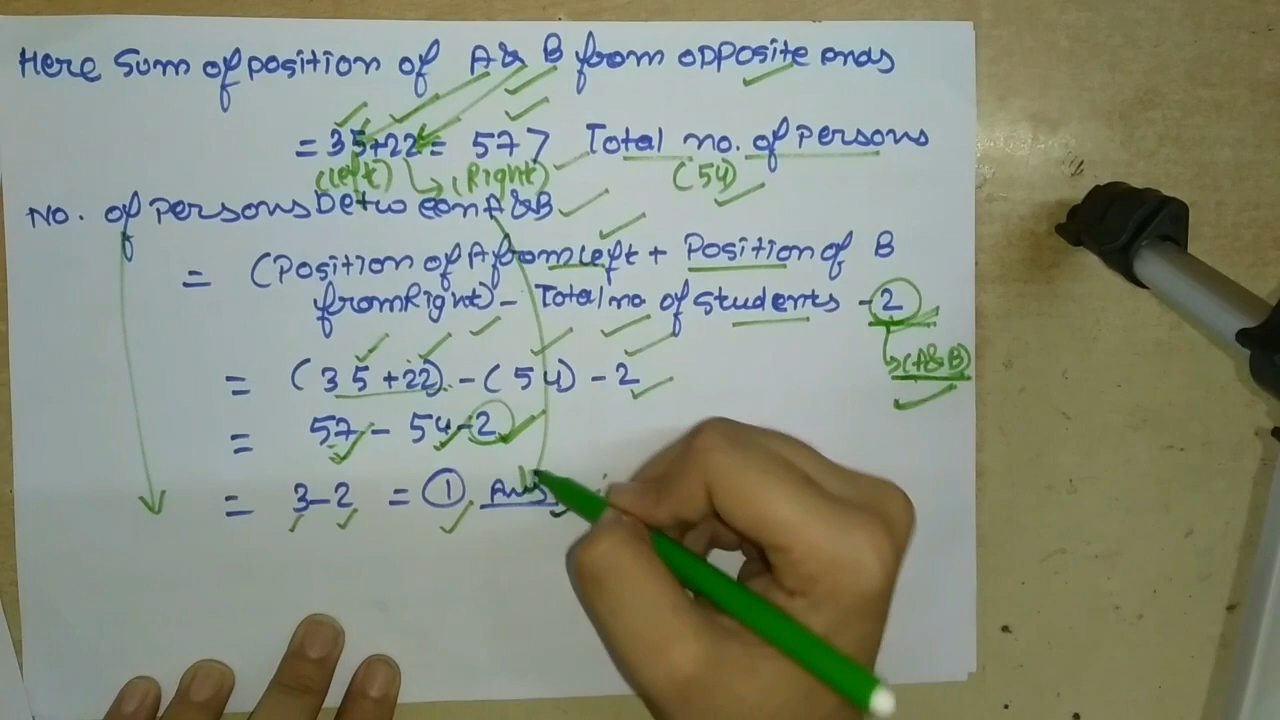 Here Sum of position of A & B from opposite ends
= 35+22 = 57 > Total no. of persons
(left) (Right) (54)
No. of persons between A & B
= (Position of A from left + Position of B
from Right) - Total no of students - 2
(A&B)
= (35+22) - (54) - 2
= 57 - 54 - 2
= 3-2 = 1 Ans